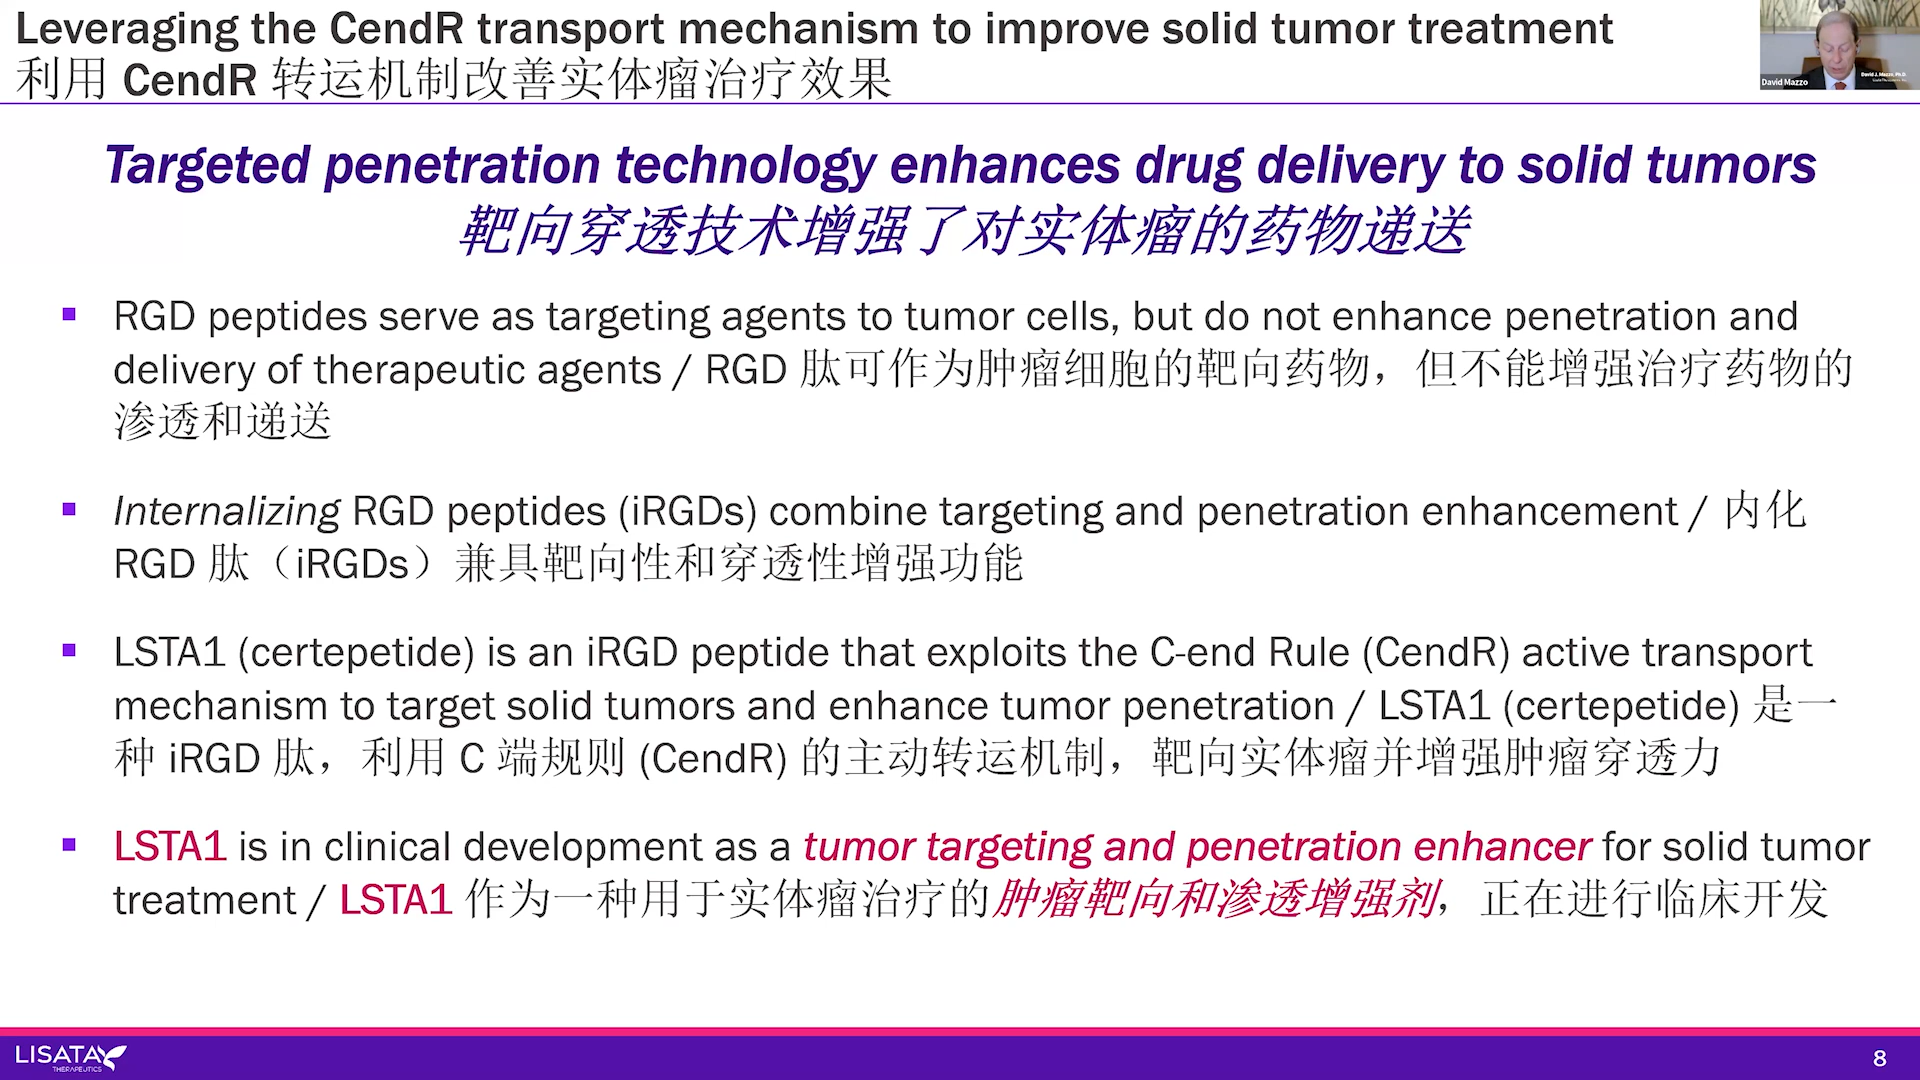 Leveraging the CendR transport mechanism to improve solid tumor treatment
利用 CendR 转运机制改善实体瘤治疗效果
David Mazzo
David J. Mazzo, Ph.D.
Targeted penetration technology enhances drug delivery to solid tumors
靶向穿透技术增强了对实体瘤的药物递送
RGD peptides serve as targeting agents to tumor cells, but do not enhance penetration and
delivery of therapeutic agents / RGD 肽可作为肿瘤细胞的靶向药物，但不能增强治疗药物的
渗透和递送
Internalizing RGD peptides (iRGDs) combine targeting and penetration enhancement / 内化
RGD 肽（iRGDs）兼具靶向性和穿透性增强功能
LSTA1 (certepetide) is an iRGD peptide that exploits the C-end Rule (CendR) active transport
mechanism to target solid tumors and enhance tumor penetration / LSTA1 (certepetide) 是一
种 iRGD 肽，利用 C 端规则 (CendR) 的主动转运机制，靶向实体瘤并增强肿瘤穿透力
LSTA1 is in clinical development as a tumor targeting and penetration enhancer for solid tumor
treatment / LSTA1 作为一种用于实体瘤治疗的肿瘤靶向和渗透增强剂，正在进行临床开发
LISATA
THERAPEUTICS
8